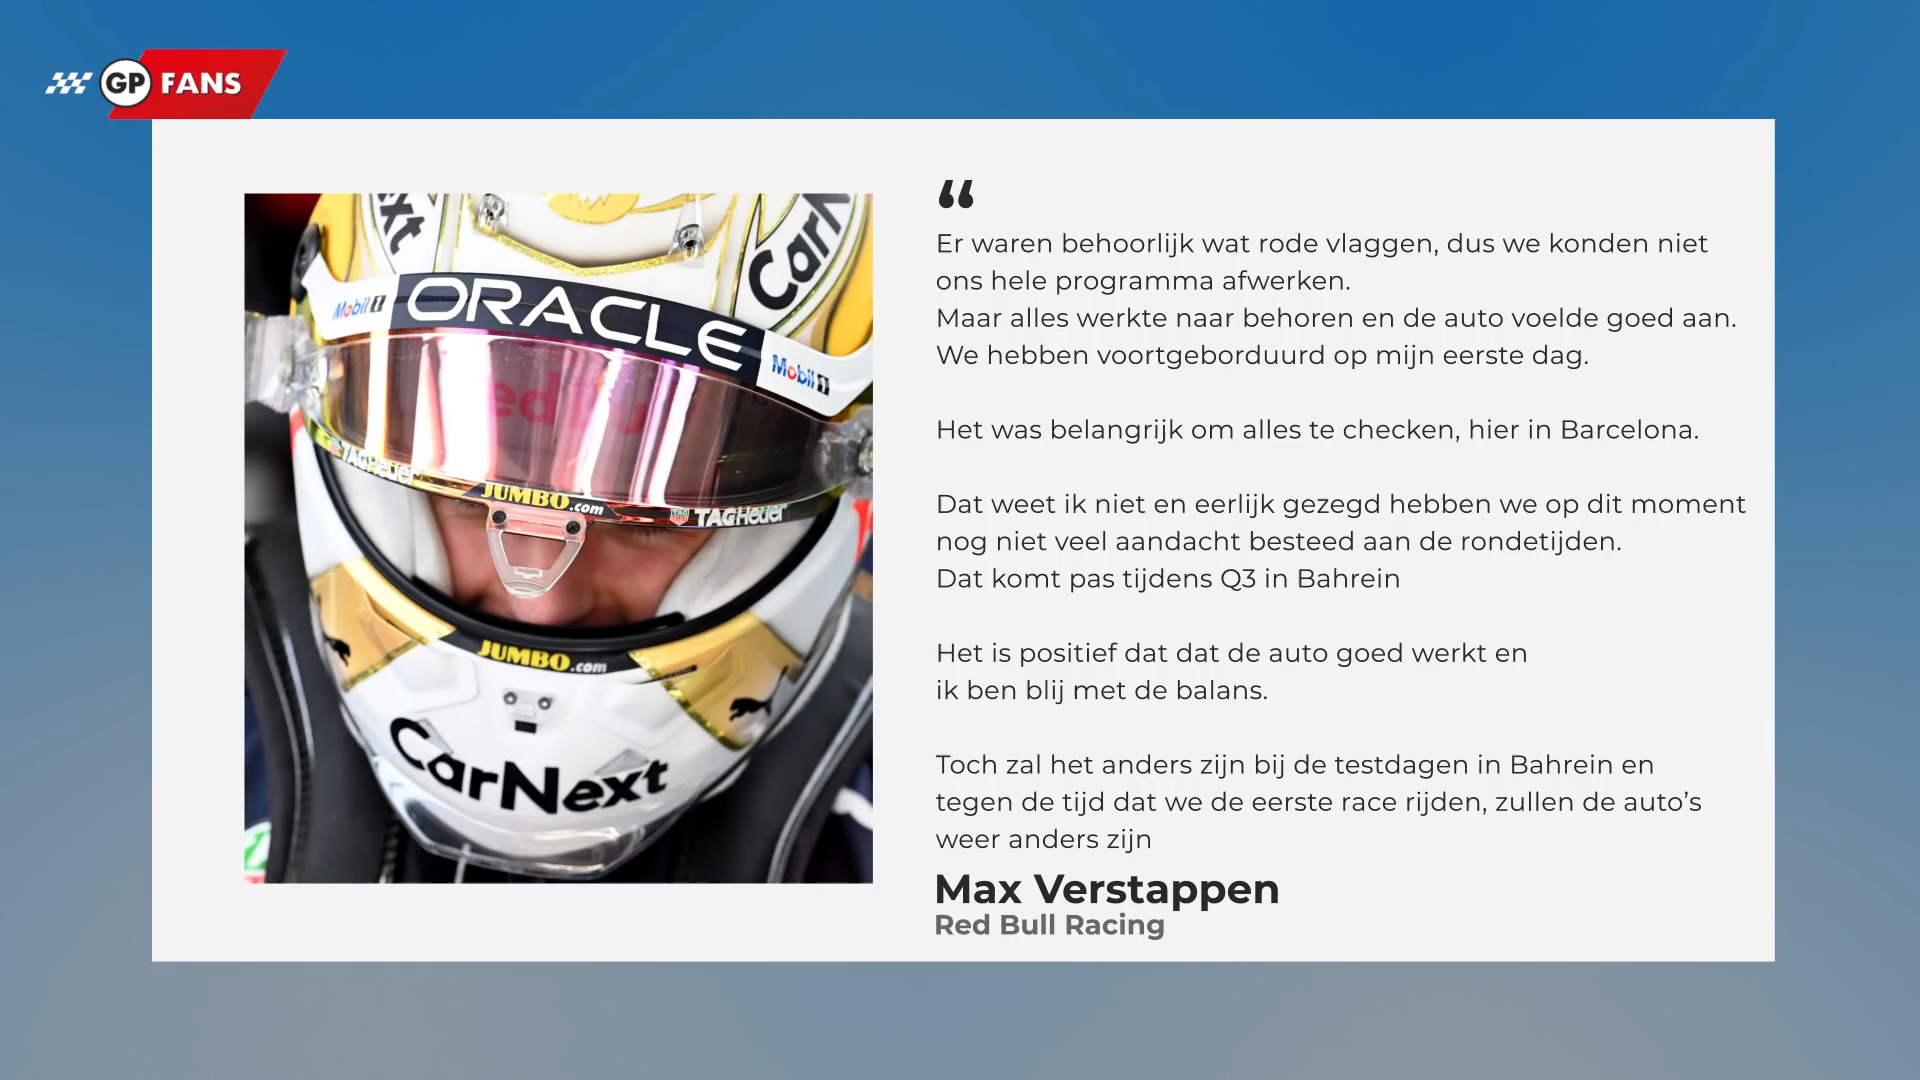 GP FANS
“
Er waren behoorlijk wat rode vlaggen, dus we konden niet
ons hele programma afwerken.
Maar alles werkte naar behoren en de auto voelde goed aan.
We hebben voortgeborduurd op mijn eerste dag.
Het was belangrijk om alles te checken, hier in Barcelona.
Dat weet ik niet en eerlijk gezegd hebben we op dit moment
nog niet veel aandacht besteed aan de rondetijden.
Dat komt pas tijdens Q3 in Bahrein
Het is positief dat dat de auto goed werkt en
ik ben blij met de balans.
Toch zal het anders zijn bij de testdagen in Bahrein en
tegen de tijd dat we de eerste race rijden, zullen de auto’s
weer anders zijn
Max Verstappen
Red Bull Racing
Mobil 1
ORACLE
Mobil 1
TAGHeuer
JUMBO.com
TAG Heuer
JUMBO.com
CarNext